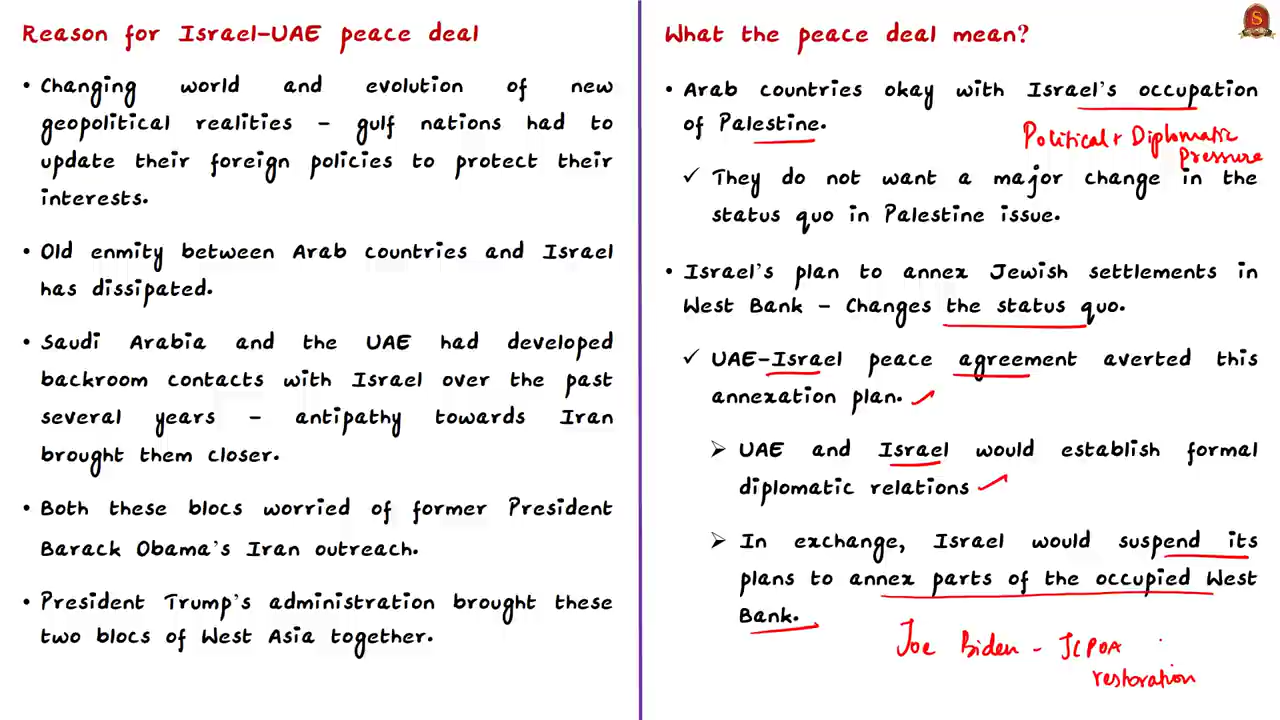 Reason for Israel-UAE peace deal
• Changing world and evolution of new
geopolitical realities – gulf nations had to
update their foreign policies to protect their
interests.
• Old enmity between Arab countries and Israel
has dissipated.
• Saudi Arabia and the UAE had developed
backroom contacts with Israel over the past
several years – antipathy towards Iran
brought them closer.
• Both these blocs worried of former President
Barack Obama's Iran outreach.
• President Trump's administration brought these
two blocs of West Asia together.
What the peace deal mean?
• Arab countries okay with Israel's occupation
of Palestine.
Political & Diplomatic
pressure
✓ They do not want a major change in the
status quo in Palestine issue.
• Israel's plan to annex Jewish settlements in
West Bank – Changes the status quo.
✓ UAE-Israel peace agreement averted this
annexation plan.
➢ UAE and Israel would establish formal
diplomatic relations
➢ In exchange, Israel would suspend its
plans to annex parts of the occupied West
Bank.
Joe Biden - JCPOA
restoration
S